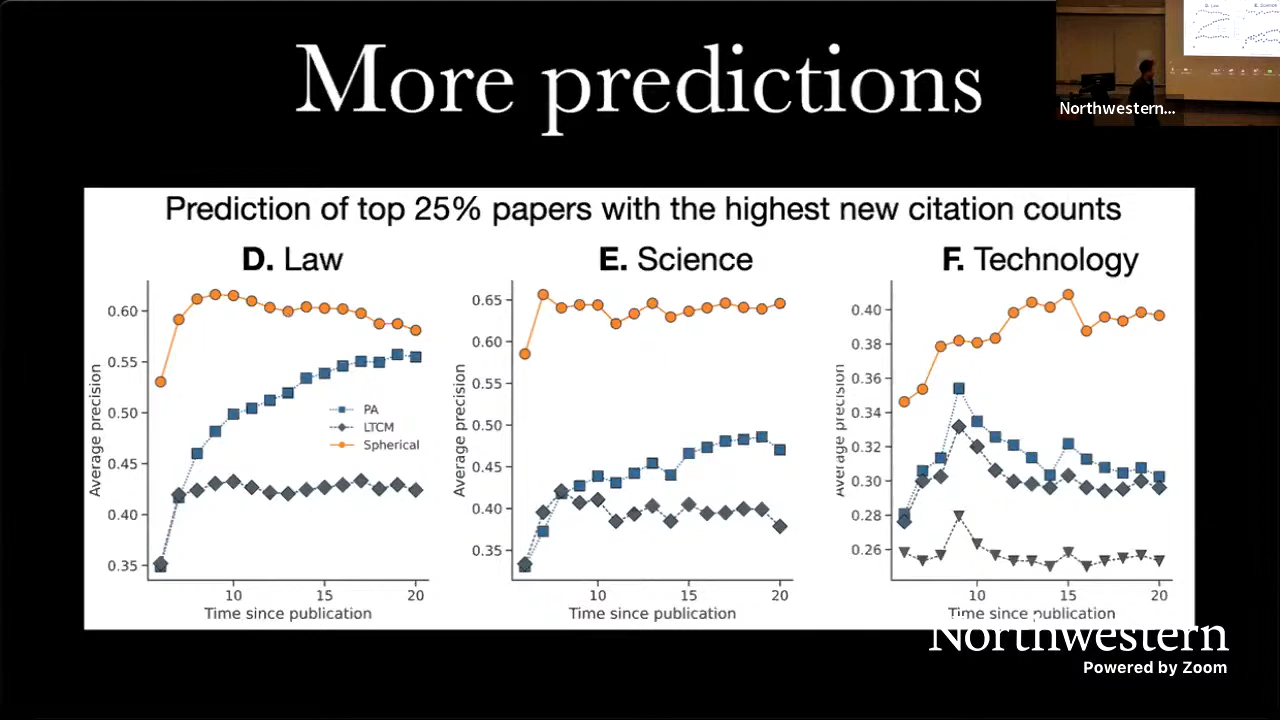 More predictions
Northwestern...
Prediction of top 25% papers with the highest new citation counts
D. Law
E. Science
F. Technology
0.60
0.55
0.50
0.45
0.40
0.35
Average precision
10
15
20
Time since publication
PA
LTCM
Spherical
0.65
0.60
0.55
0.50
0.45
0.40
0.35
Average precision
10
15
20
Time since publication
0.40
0.38
0.36
0.34
0.32
0.30
0.28
0.26
Average precision
10
15
20
Time since publication
Northwestern
Powered by Zoom